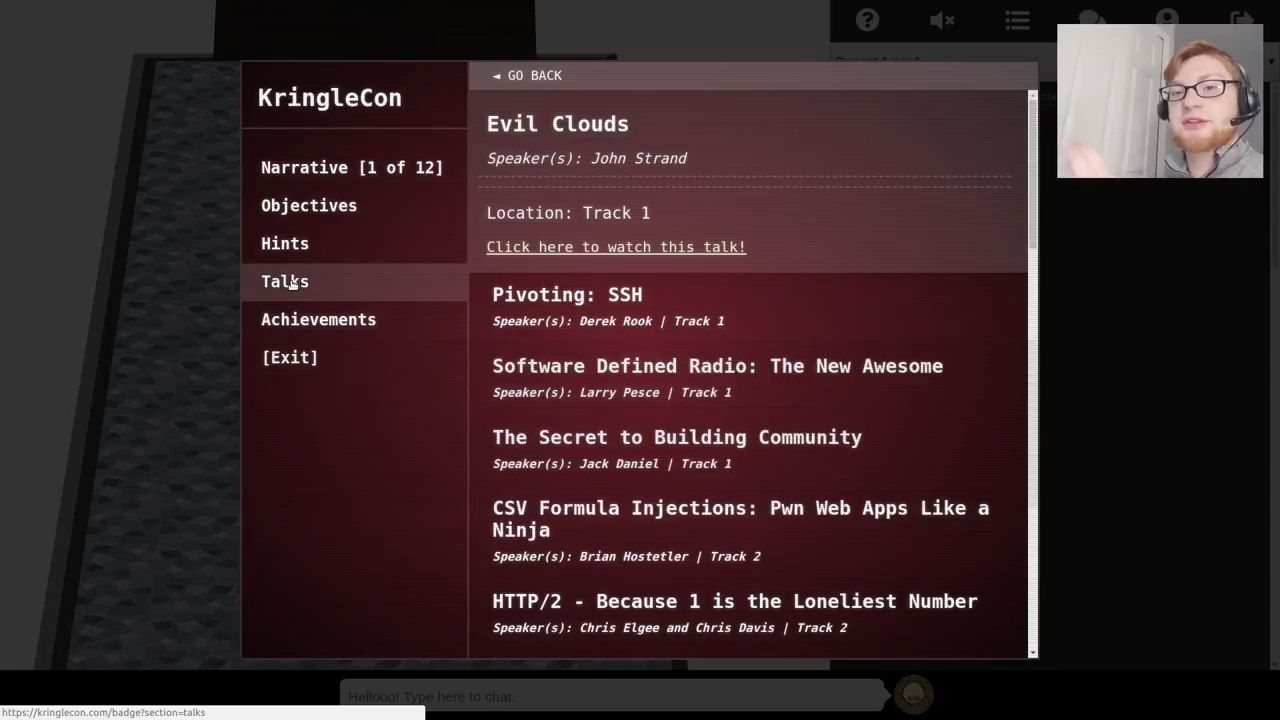 KringleCon
Narrative [1 of 12]
Objectives
Hints
Talks
Achievements
[Exit]
◄ GO BACK
Evil Clouds
Speaker(s): John Strand
Location: Track 1
Click here to watch this talk!
Pivoting: SSH
Speaker(s): Derek Rook | Track 1
Software Defined Radio: The New Awesome
Speaker(s): Larry Pesce | Track 1
The Secret to Building Community
Speaker(s): Jack Daniel | Track 1
CSV Formula Injections: Pwn Web Apps Like a
Ninja
Speaker(s): Brian Hostetler | Track 2
HTTP/2 - Because 1 is the Loneliest Number
Speaker(s): Chris Elgee and Chris Davis | Track 2
Hellooo! Type here to chat.
https://kringlecon.com/badge?section=talks